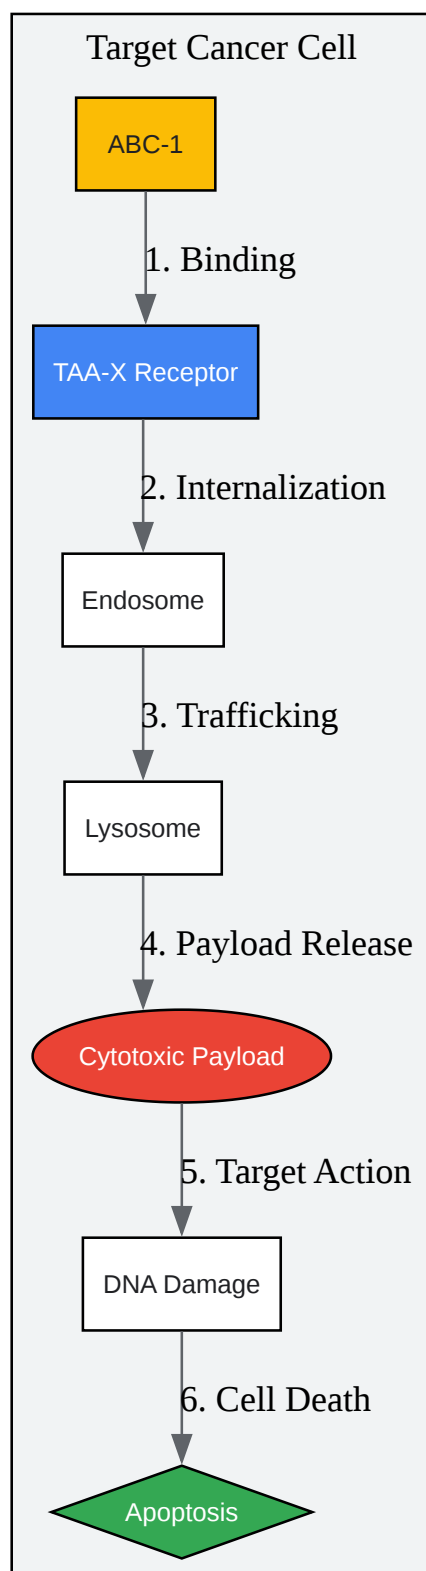 Target Cancer Cell
ABC-1
1. Binding
TAA-X Receptor
2. Internalization
Endosome
3. Trafficking
Lysosome
4. Payload Release
Cytotoxic Payload
5. Target Action
DNA Damage
6. Cell Death
Apoptosis